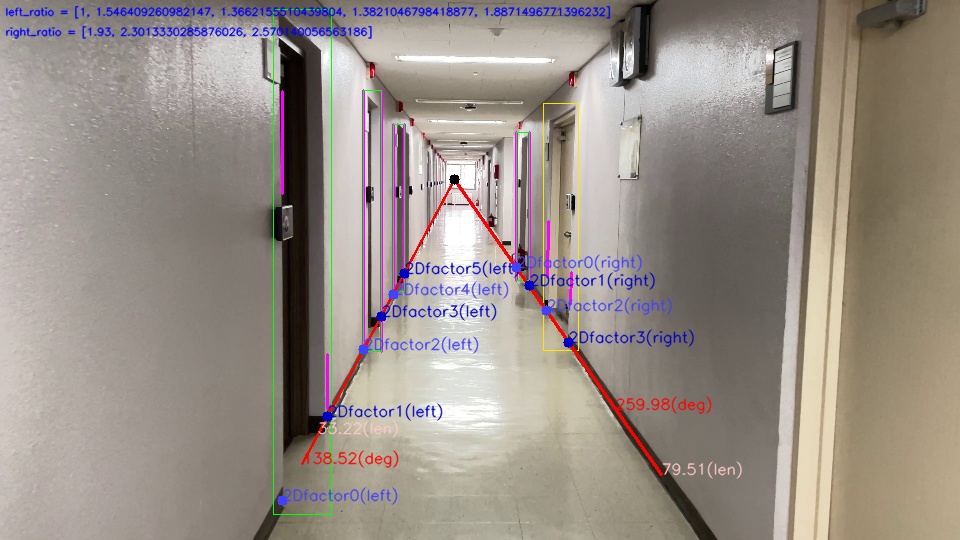 left_ratio = [1, 1.546409260982147, 1.3662155510439804, 1.3821046798418877, 1.8871496771396232]
right_ratio = [1.93, 2.3013330285876026, 2.570140056563186]
2Dfactor0(right)
2Dfactor5(left)
2Dfactor1(right)
2Dfactor4(left)
2Dfactor2(right)
2Dfactor3(left)
2Dfactor3(right)
2Dfactor2(left)
259.98(deg)
2Dfactor1(left)
33.22(len)
138.52(deg)
79.51(len)
2Dfactor0(left)